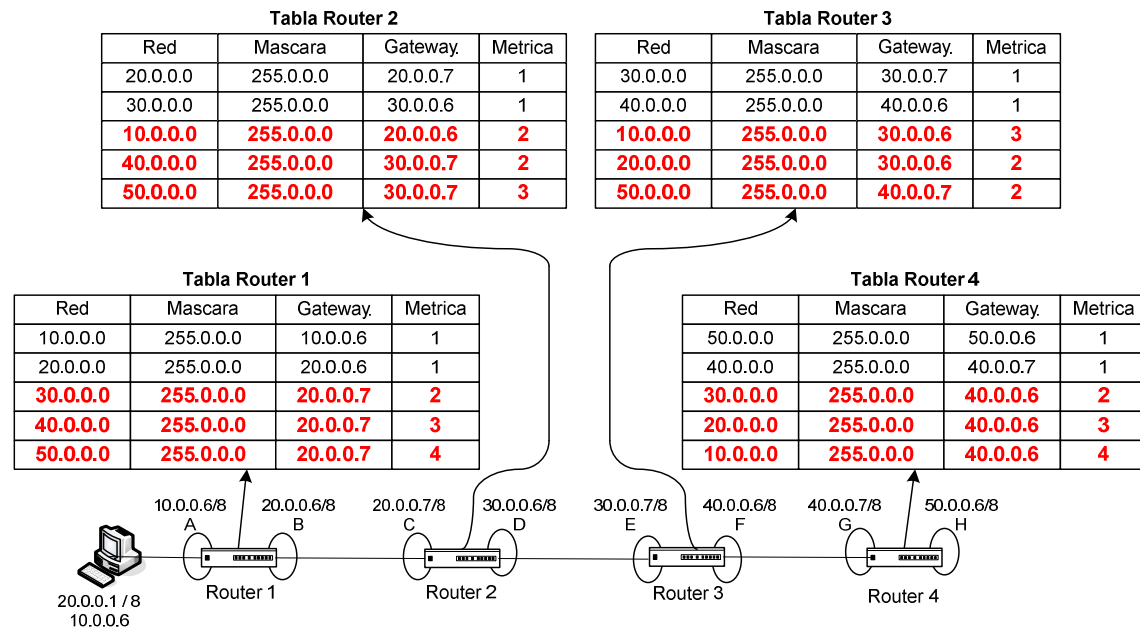 Tabla Router 2
Red Mascara Gateway. Metrica
20.0.0.0 255.0.0.0 20.0.0.7 1
30.0.0.0 255.0.0.0 30.0.0.6 1
10.0.0.0 255.0.0.0 20.0.0.6 2
40.0.0.0 255.0.0.0 30.0.0.7 2
50.0.0.0 255.0.0.0 30.0.0.7 3
Tabla Router 3
Red Mascara Gateway. Metrica
30.0.0.0 255.0.0.0 30.0.0.7 1
40.0.0.0 255.0.0.0 40.0.0.6 1
10.0.0.0 255.0.0.0 30.0.0.6 3
20.0.0.0 255.0.0.0 30.0.0.6 2
50.0.0.0 255.0.0.0 40.0.0.7 2
Tabla Router 1
Red Mascara Gateway. Metrica
10.0.0.0 255.0.0.0 10.0.0.6 1
20.0.0.0 255.0.0.0 20.0.0.6 1
30.0.0.0 255.0.0.0 20.0.0.7 2
40.0.0.0 255.0.0.0 20.0.0.7 3
50.0.0.0 255.0.0.0 20.0.0.7 4
Tabla Router 4
Red Mascara Gateway. Metrica
50.0.0.0 255.0.0.0 50.0.0.6 1
40.0.0.0 255.0.0.0 40.0.0.7 1
30.0.0.0 255.0.0.0 40.0.0.6 2
20.0.0.0 255.0.0.0 40.0.0.6 3
10.0.0.0 255.0.0.0 40.0.0.6 4
10.0.0.6/8 20.0.0.6/8 20.0.0.7/8 30.0.0.6/8 30.0.0.7/8 40.0.0.6/8 40.0.0.7/8 50.0.0.6/8
A B C D E F G H
Router 1 Router 2 Router 3 Router 4
20.0.0.1 / 8
10.0.0.6